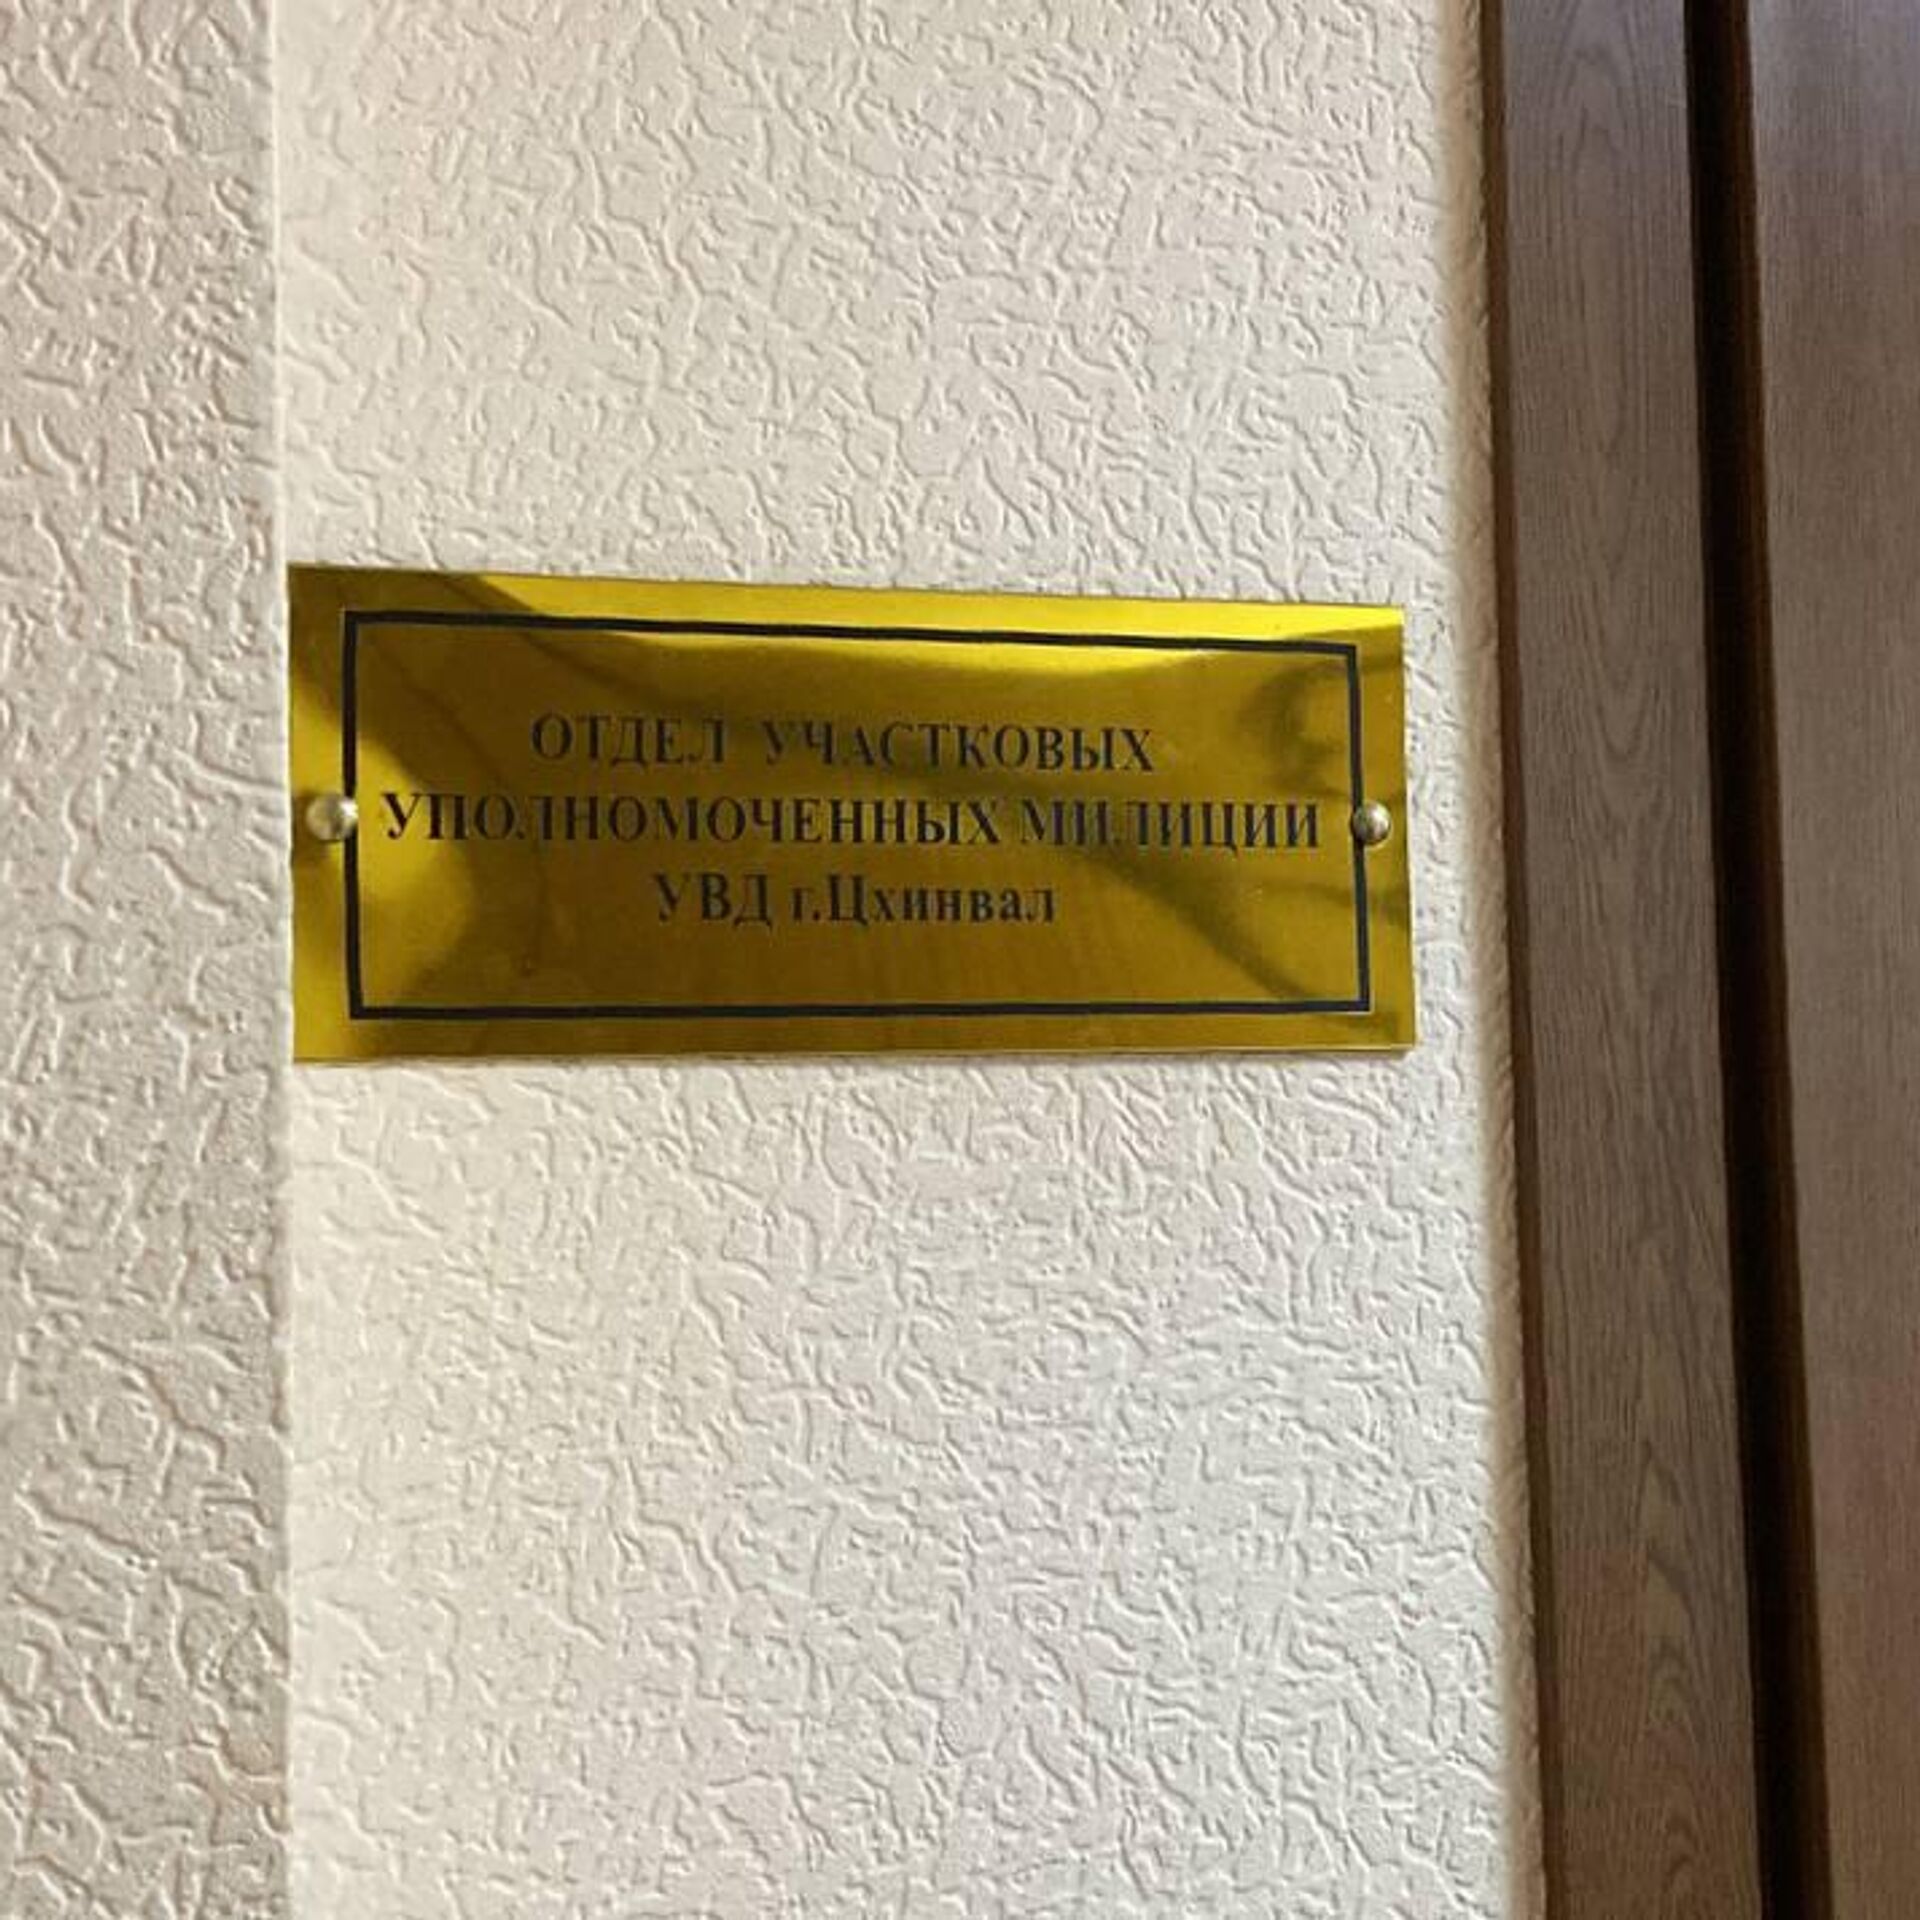 ОТДЕЛ УЧАСТКОВЫХ
УПОЛНОМОЧЕННЫХ МИЛИЦИИ
УВД г.Цхинвал